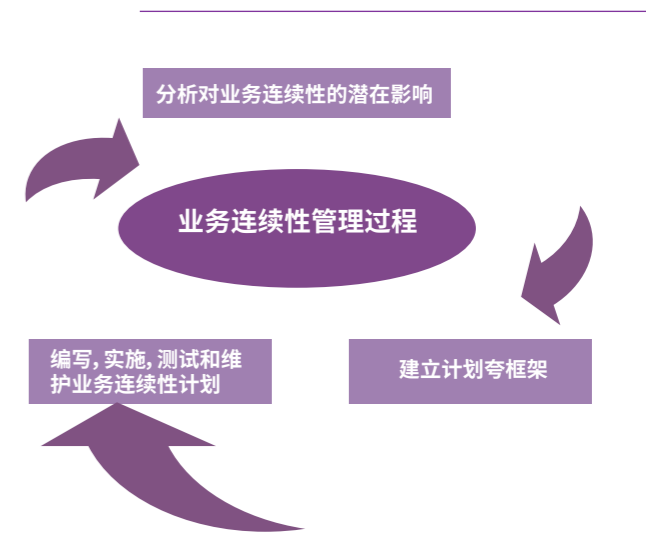 分析对业务连续性的潜在影响
业务连续性管理过程
编写, 实施, 测试和维
护业务连续性计划
建立计划夸框架